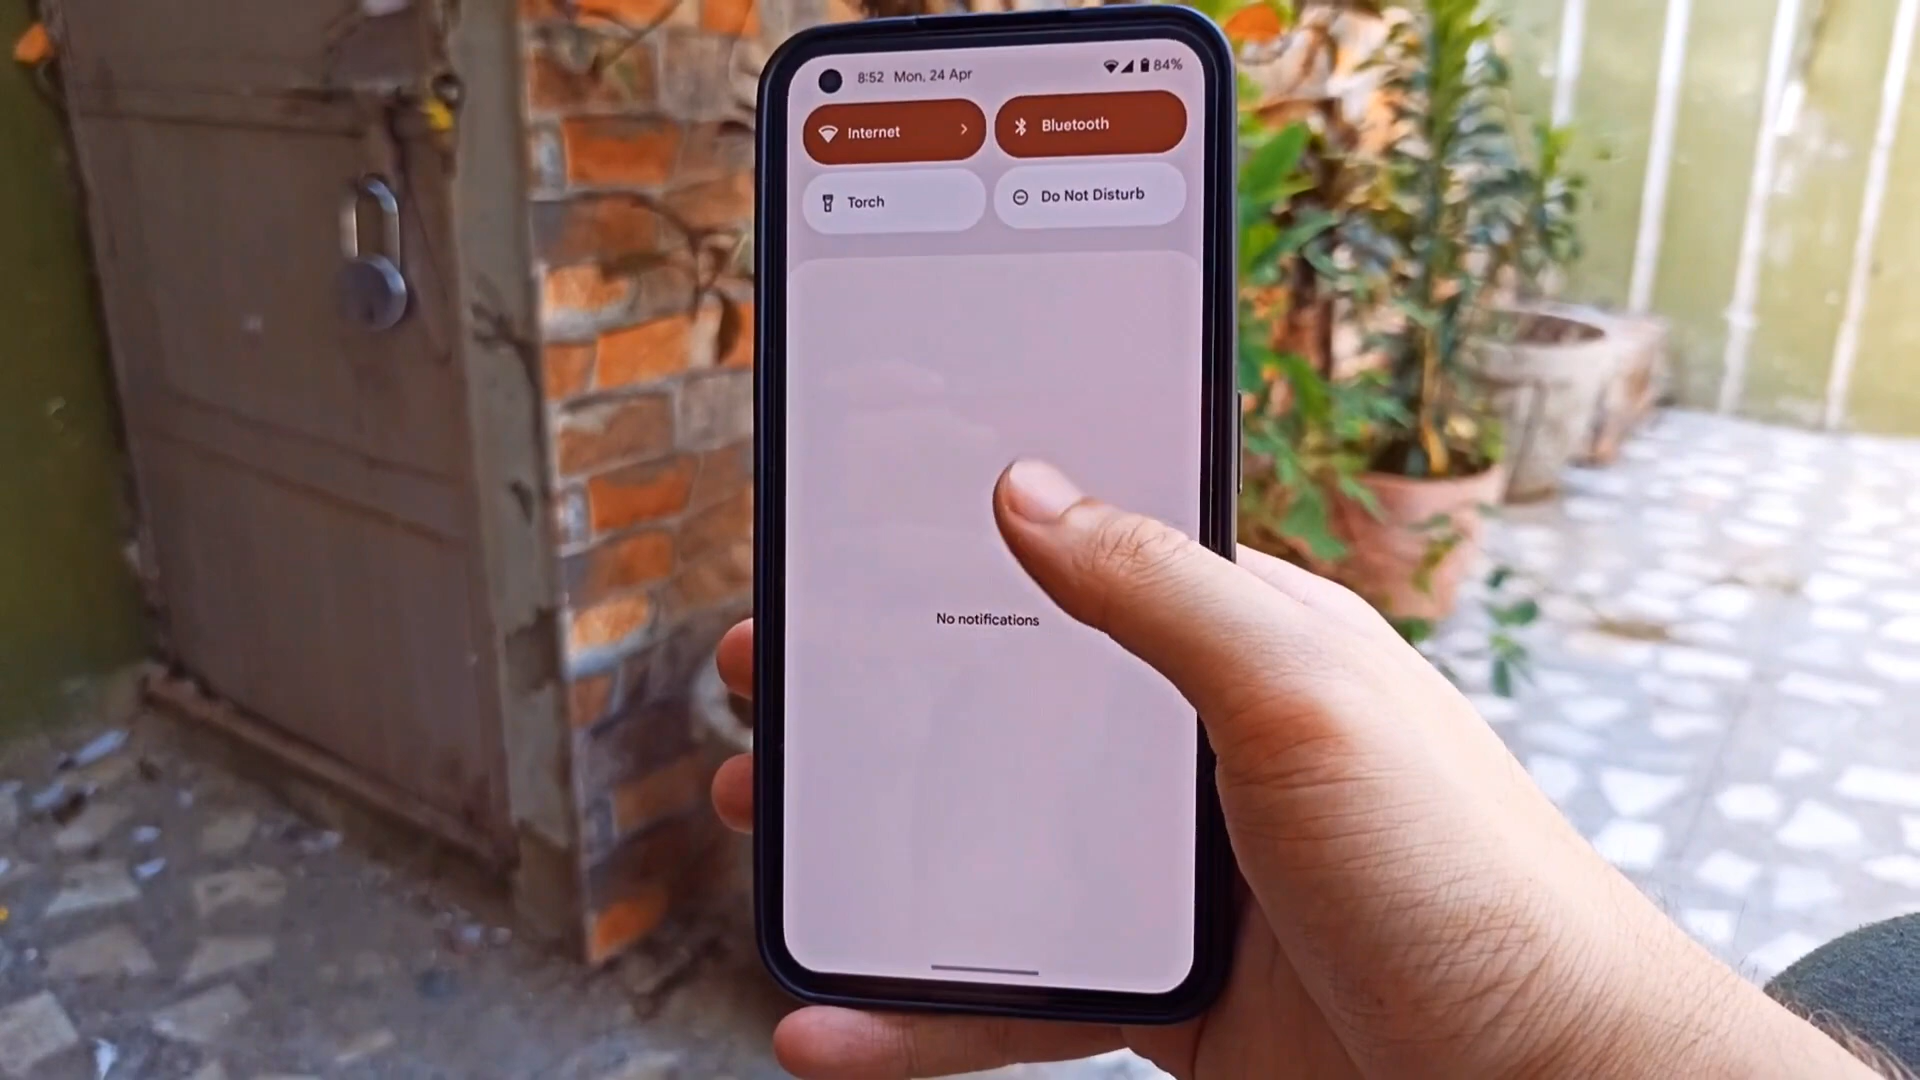 8:52 Mon, 24 Apr 84%
Internet Bluetooth
Torch Do Not Disturb
No notifications